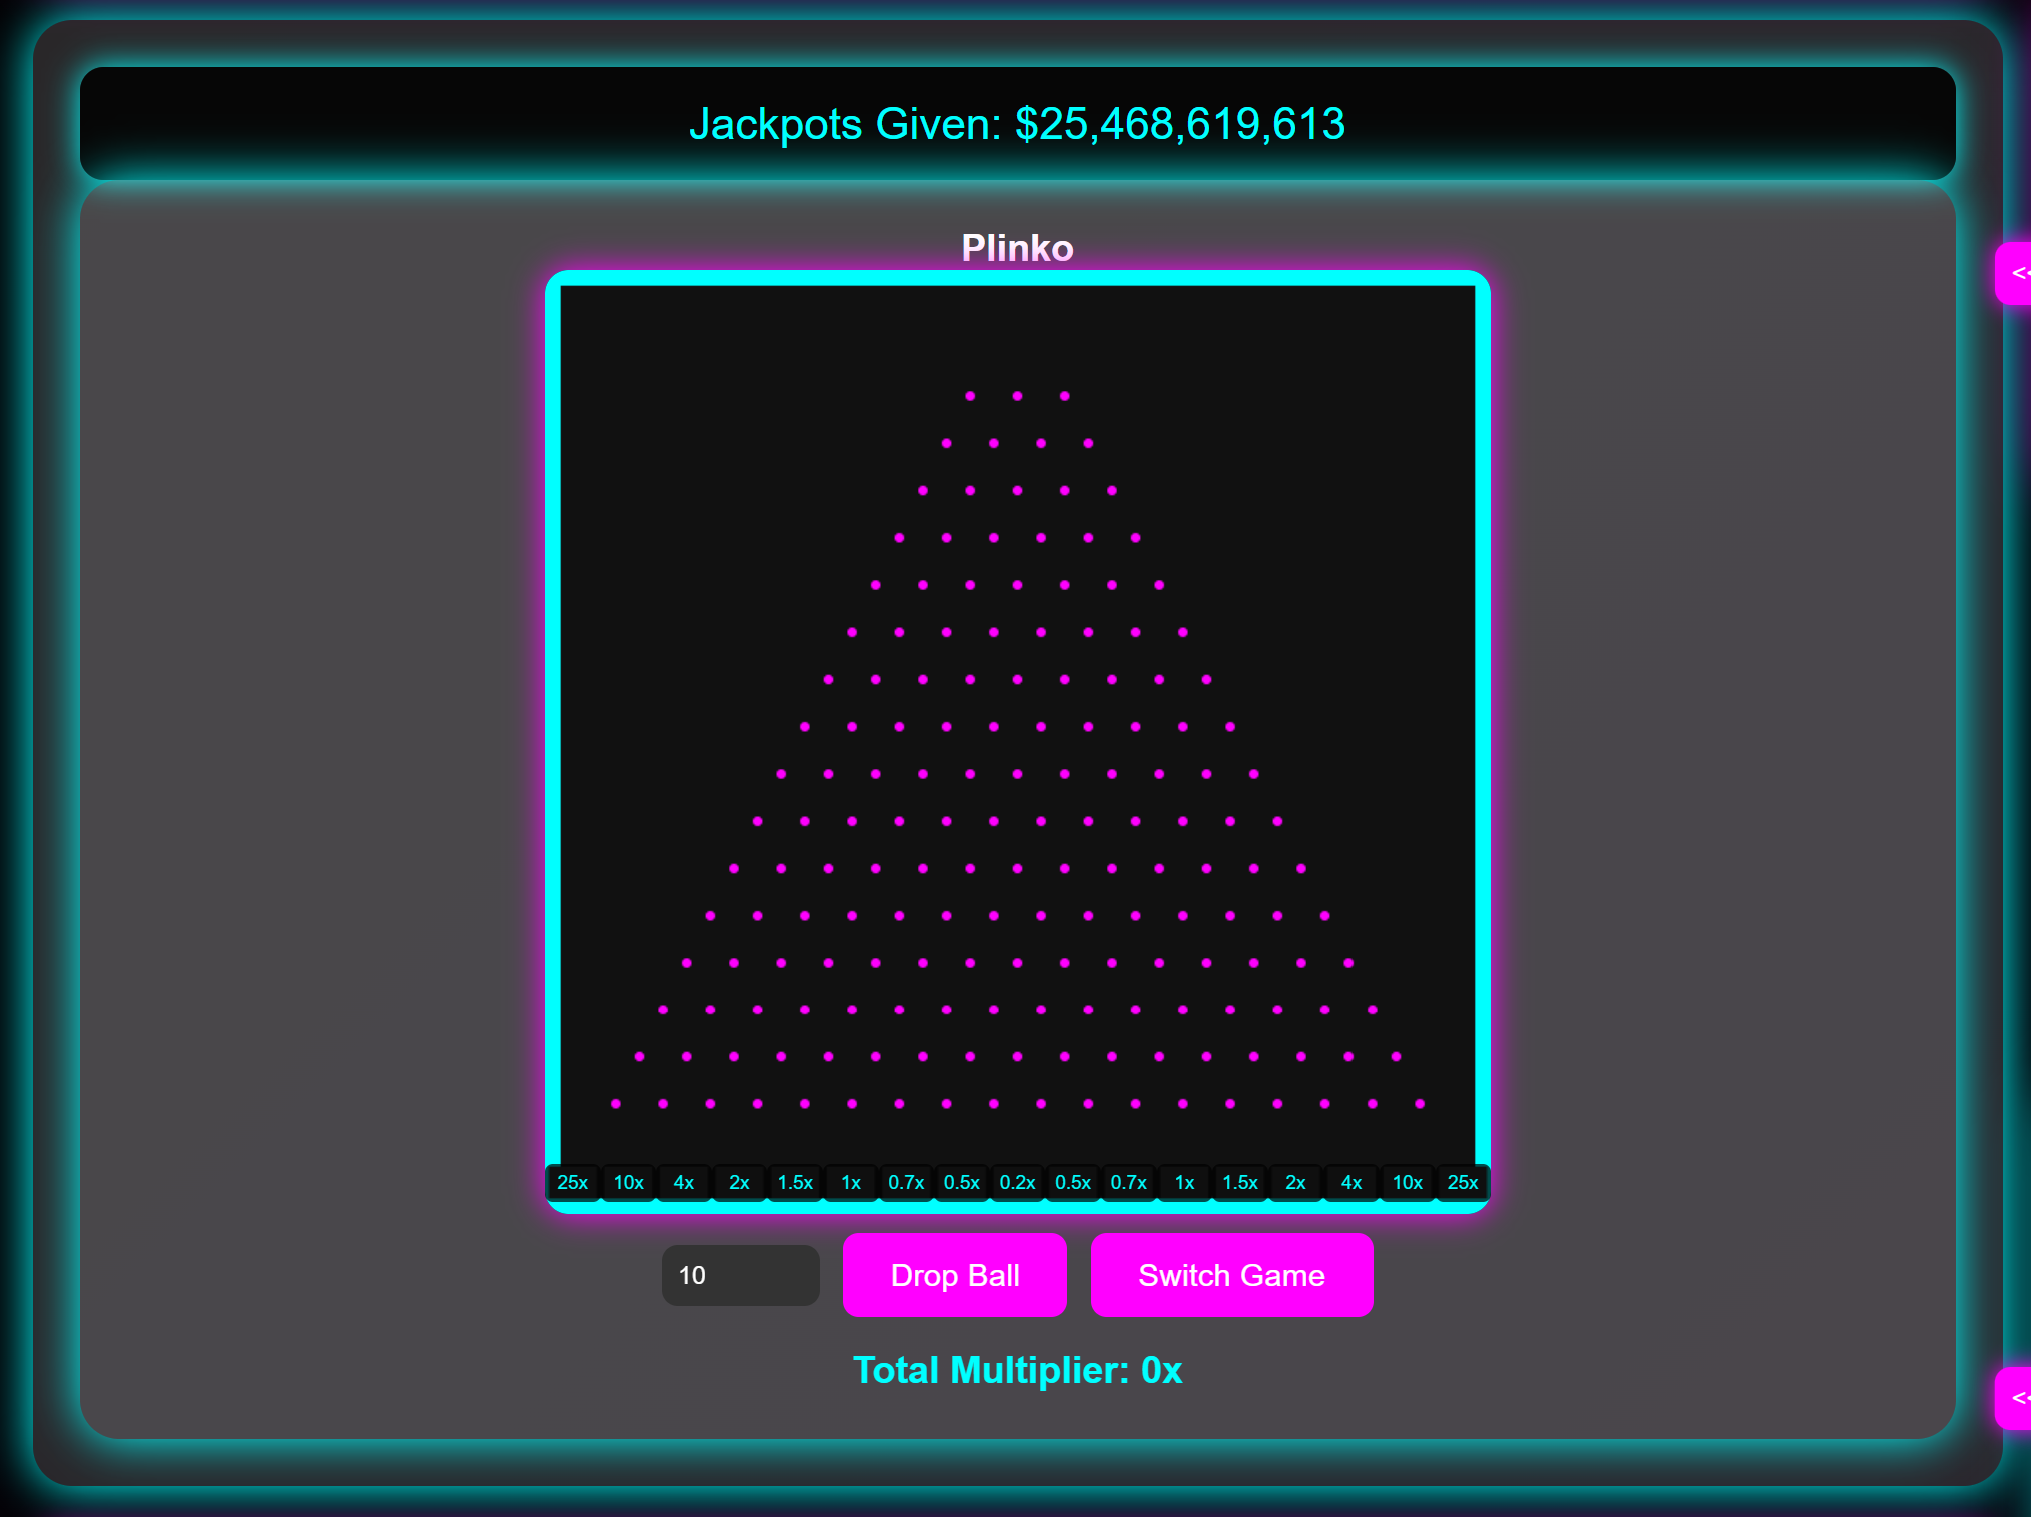 Jackpots Given: $25,468,619,613
Plinko
<<
25x 10x 4x 2x 1.5x 1x 0.7x 0.5x 0.2x 0.5x 0.7x 1x 1.5x 2x 4x 10x 25x
10 Drop Ball Switch Game
Total Multiplier: 0x
<<